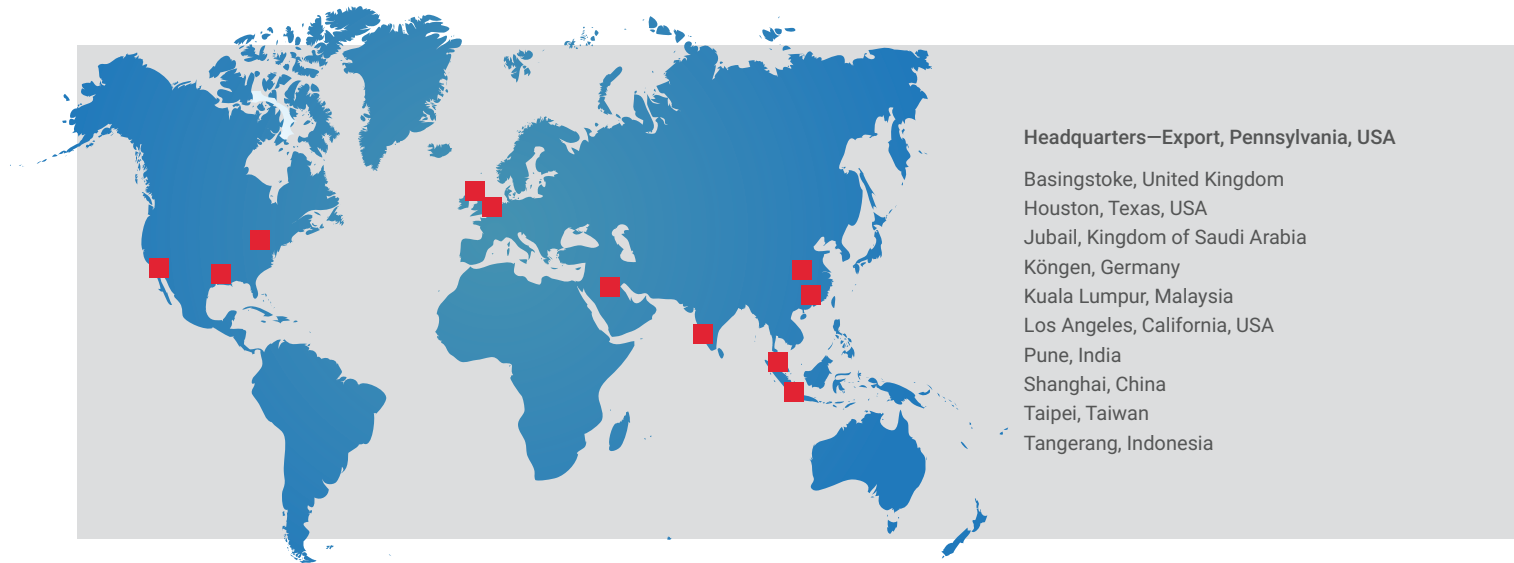 Headquarters—Export, Pennsylvania, USA
Basingstoke, United Kingdom
Houston, Texas, USA
Jubail, Kingdom of Saudi Arabia
Köngen, Germany
Kuala Lumpur, Malaysia
Los Angeles, California, USA
Pune, India
Shanghai, China
Taipei, Taiwan
Tangerang, Indonesia